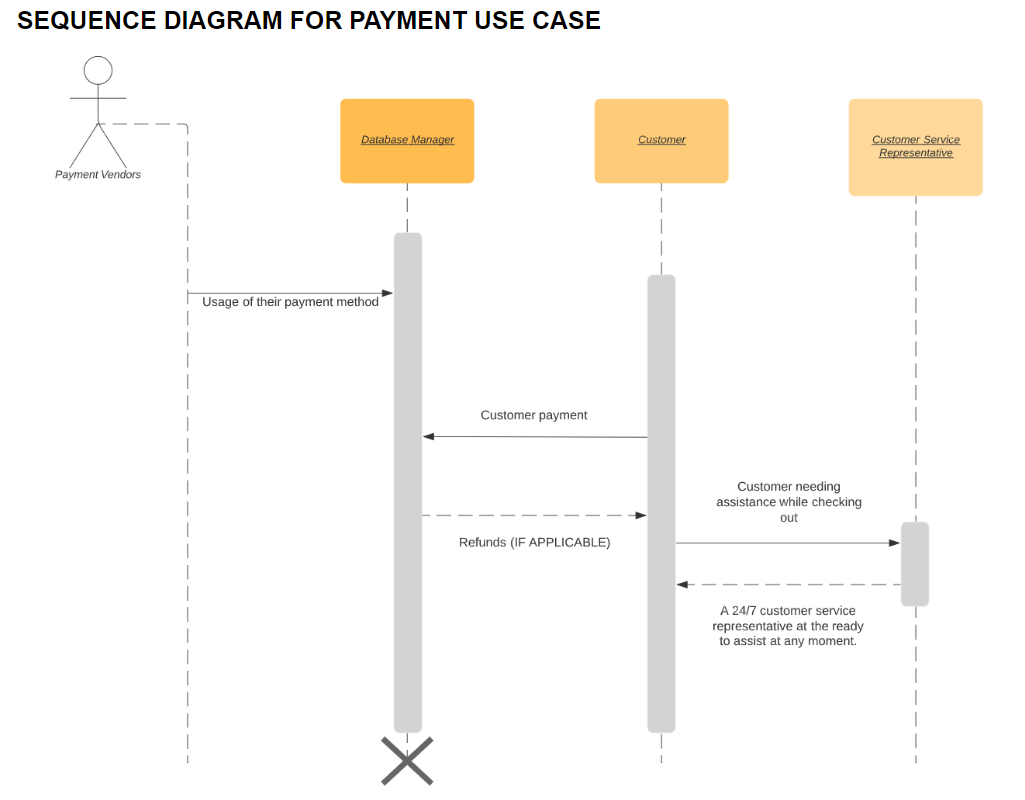 SEQUENCE DIAGRAM FOR PAYMENT USE CASE
Payment Vendors
Database Manager
Customer
Customer Service
Representative
Usage of their payment method
Customer payment
Refunds (IF APPLICABLE)
Customer needing
assistance while checking
out
A 24/7 customer service
representative at the ready
to assist at any moment.